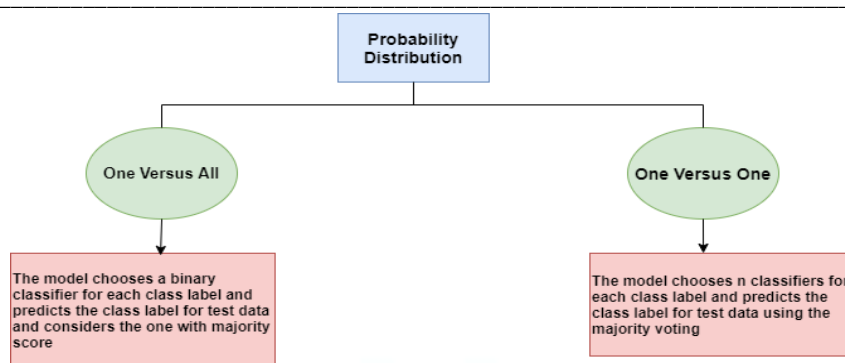 Probability
Distribution
One Versus All
One Versus One
The model chooses a binary
classifier for each class label and
predicts the class label for test data
and considers the one with majority
score
The model chooses n classifiers for
each class label and predicts the
class label for test data using the
majority voting